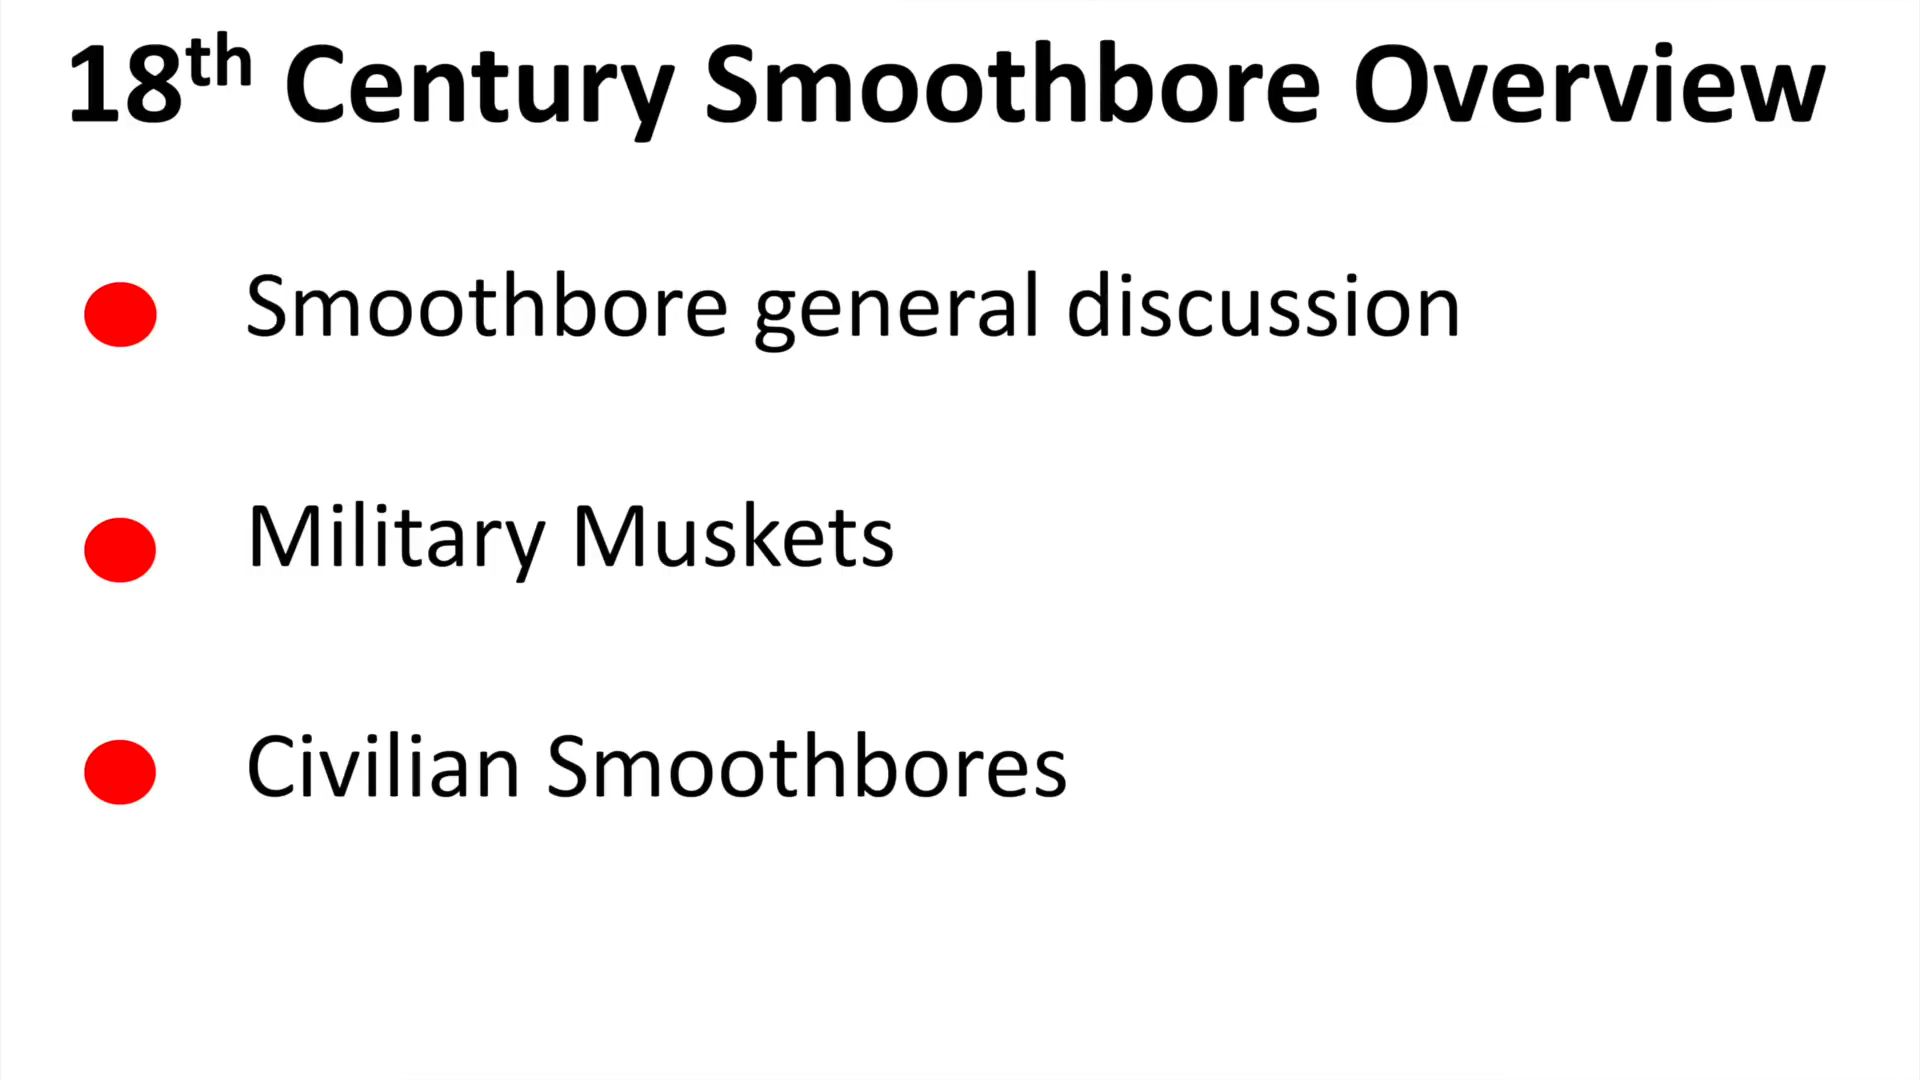 18th Century Smoothbore Overview
Smoothbore general discussion
Military Muskets
Civilian Smoothbores